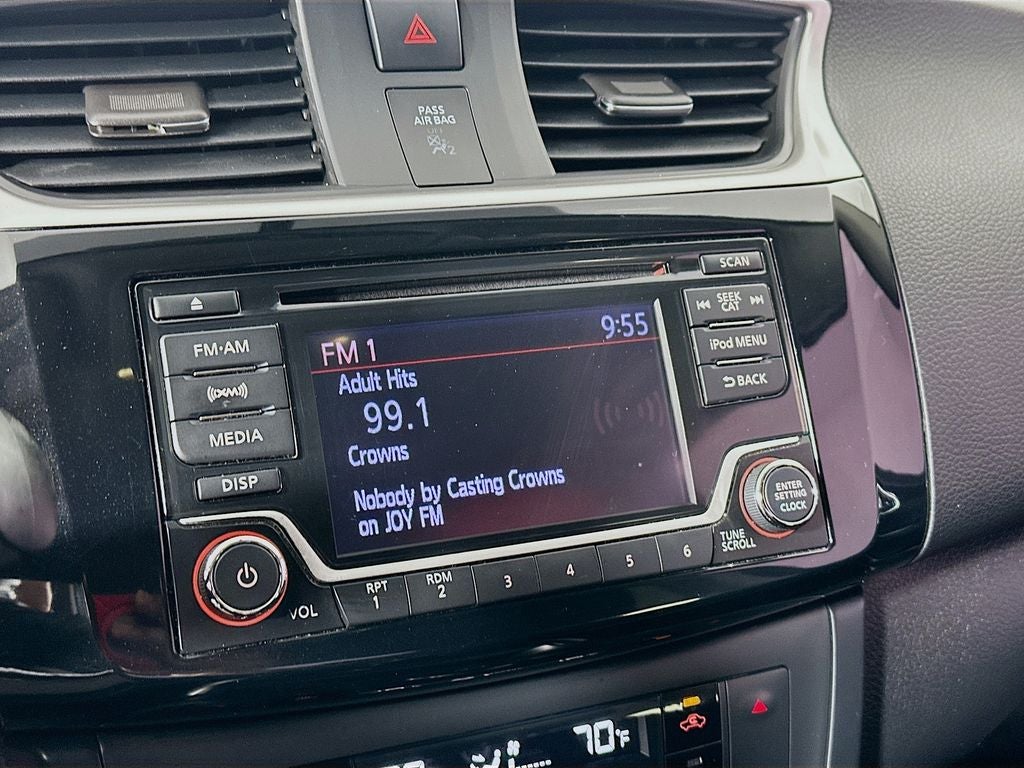 PASS
AIR BAG
OFF
2
SCAN
SEEK
CAT
iPod MENU
BACK
FM·AM
((XM))
MEDIA
DISP
FM 1
9:55
Adult Hits
99.1
Crowns
Nobody by Casting Crowns
on JOY FM
ENTER
SETTING
CLOCK
TUNE
SCROLL
VOL
RPT
1
RDM
2
3
4
5
6
70°F